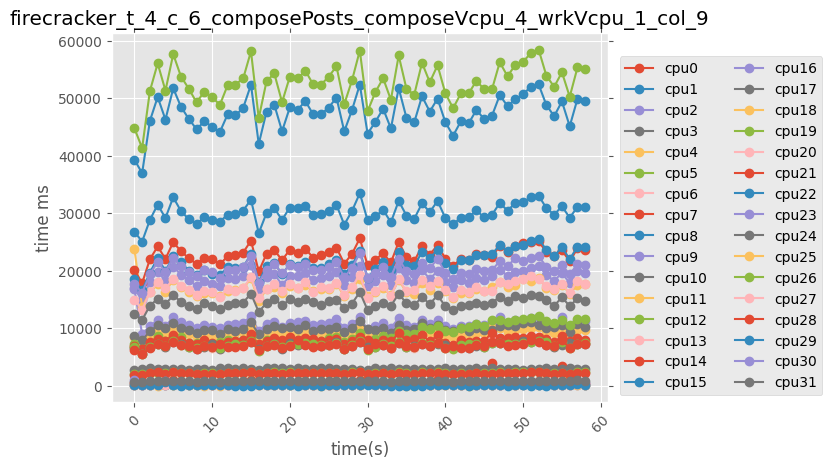 firecracker_t_4_c_6_composePosts_composeVcpu_4_wrkVcpu_1_col_9
60000
50000
40000
30000
20000
10000
0
time ms
0
10
20
30
40
50
60
time(s)
cpu0
cpu1
cpu2
cpu3
cpu4
cpu5
cpu6
cpu7
cpu8
cpu9
cpu10
cpu11
cpu12
cpu13
cpu14
cpu15
cpu16
cpu17
cpu18
cpu19
cpu20
cpu21
cpu22
cpu23
cpu24
cpu25
cpu26
cpu27
cpu28
cpu29
cpu30
cpu31